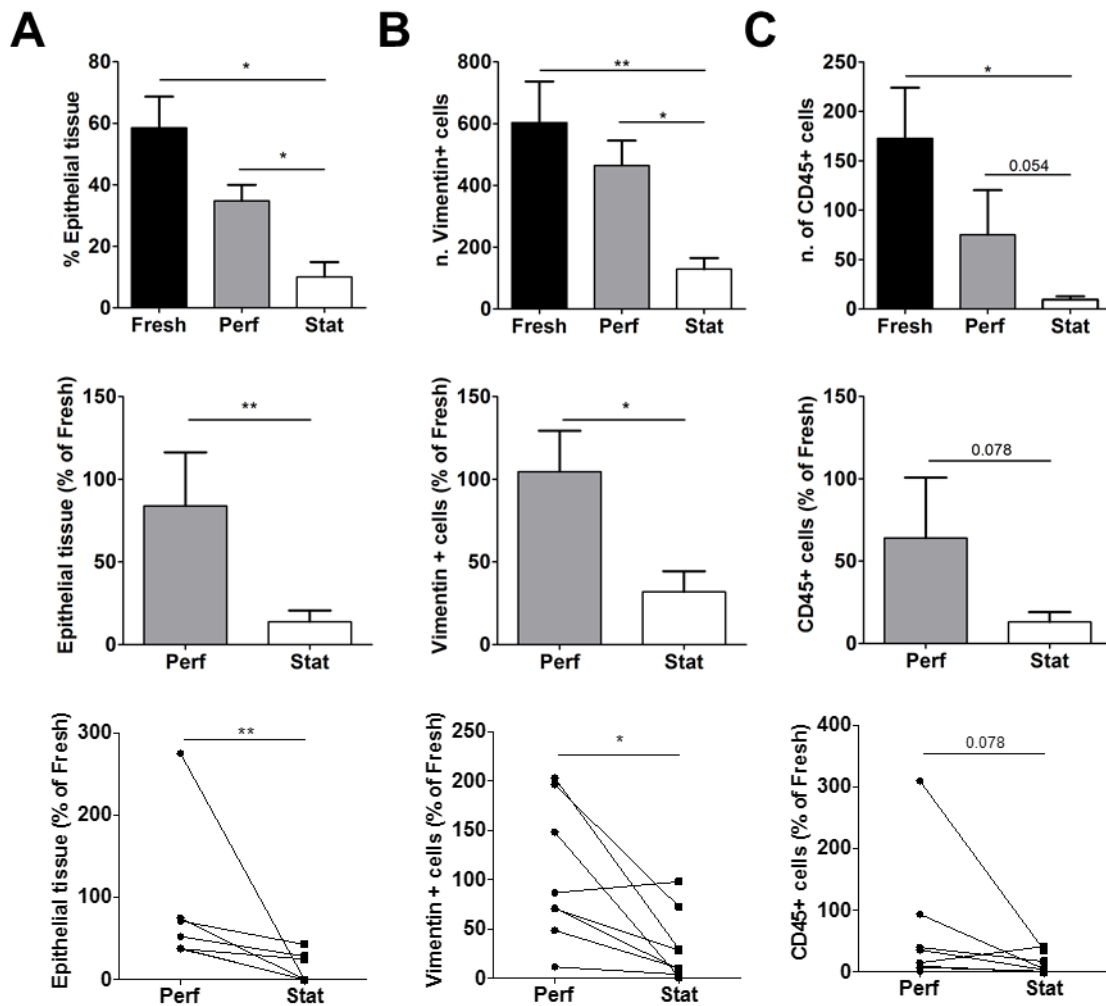 A
% Epithelial tissue
80
60
40
20
0
*
*
Fresh Perf Stat
B
n. Vimentin+ cells
800
600
400
200
0
**
*
Fresh Perf Stat
C
n. of CD45+ cells
250
200
150
100
50
0
*
0.054
Fresh Perf Stat
Epithelial tissue (% of Fresh)
150
100
50
0
**
Perf Stat
Vimentin + cells (% of Fresh)
150
100
50
0
*
Perf Stat
CD45+ cells (% of Fresh)
150
100
50
0
0.078
Perf Stat
Epithelial tissue (% of Fresh)
300
200
100
0
**
Perf Stat
Vimentin + cells (% of Fresh)
250
200
150
100
50
0
*
Perf Stat
CD45+ cells (% of Fresh)
400
300
200
100
0
0.078
Perf Stat